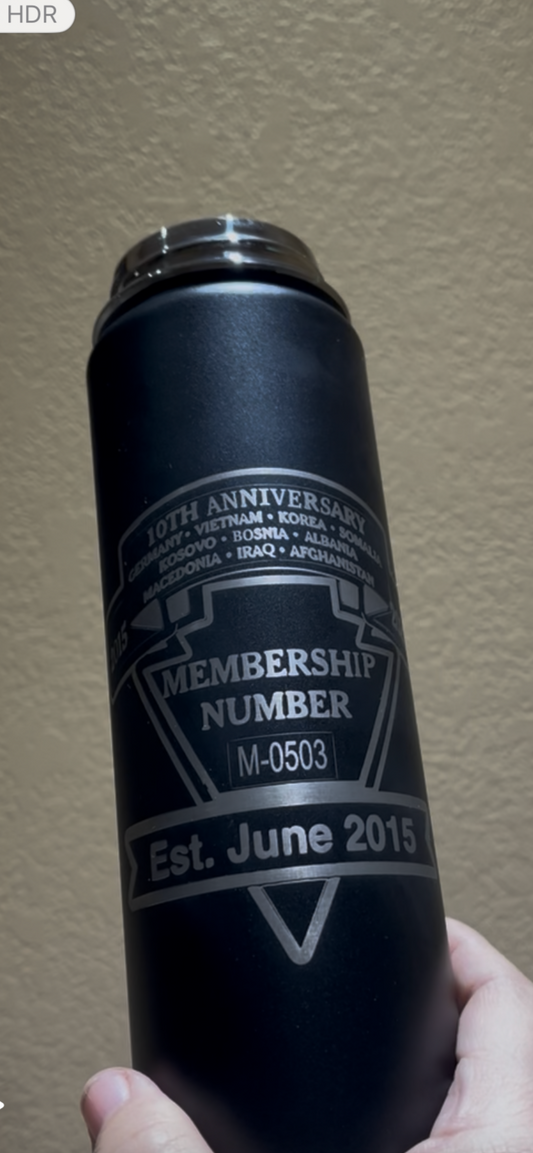 HDR
10TH ANNIVERSARY
GERMANY • VIETNAM • KOREA • SOMALIA
KOSOVO • BOSNIA • ALBANIA
MACEDONIA • IRAQ • AFGHANISTAN
2015
MEMBERSHIP
NUMBER
M-0503
Est. June 2015